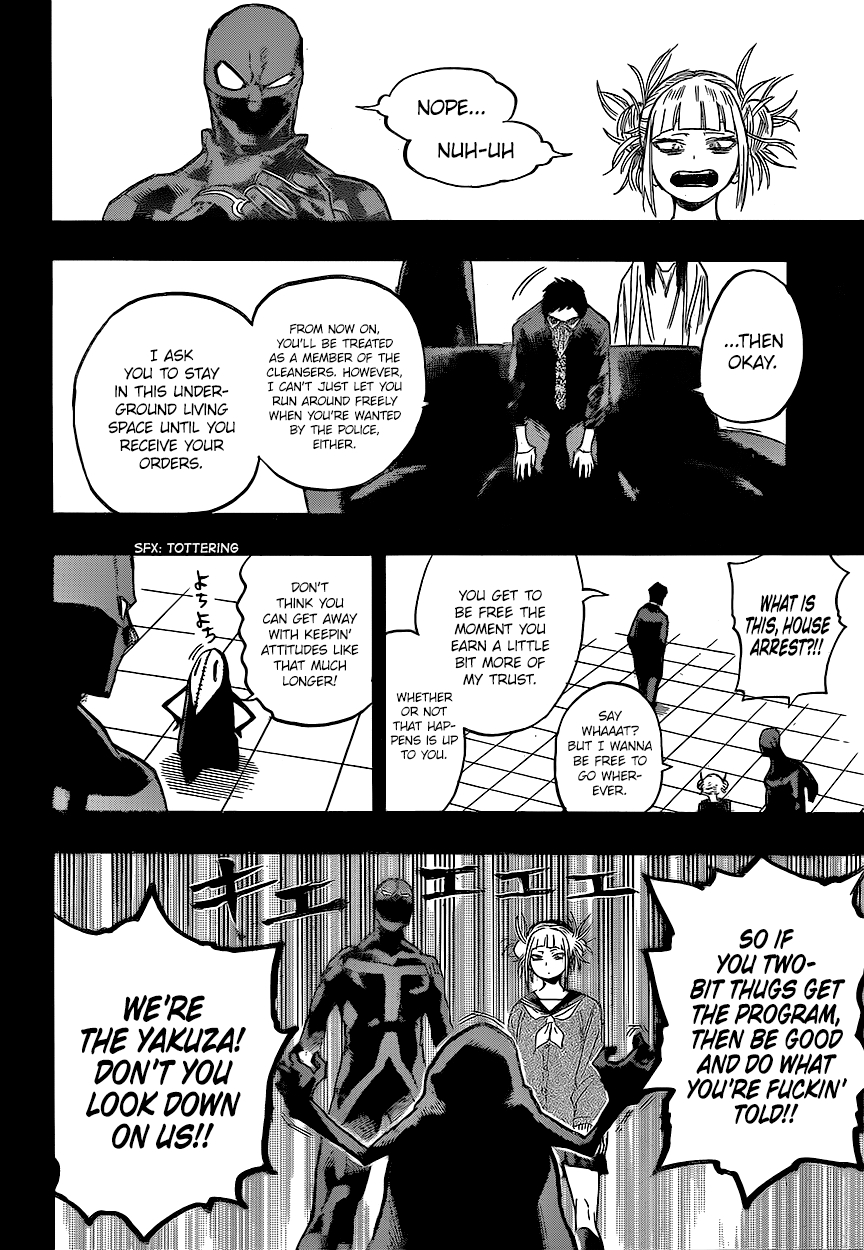 NOPE...
NUH-UH
...THEN
OKAY.
FROM NOW ON,
YOU'LL BE TREATED
AS A MEMBER OF THE
CLEANSERS. HOWEVER,
I CAN'T JUST LET YOU
RUN AROUND FREELY
WHEN YOU'RE WANTED
BY THE POLICE,
EITHER.
I ASK
YOU TO STAY
IN THIS UNDER-
GROUND LIVING
SPACE UNTIL YOU
RECEIVE YOUR
ORDERS.
WHAT IS
THIS, HOUSE
ARREST?!!
YOU GET TO
BE FREE THE
MOMENT YOU
EARN A LITTLE
BIT MORE OF
MY TRUST.
SAY
WHAAAT?
BUT I WANNA
BE FREE TO
GO WHER-
EVER.
WHETHER
OR NOT
THAT HAP-
PENS IS UP
TO YOU.
SFX: TOTTERING
よちよち
DON'T
THINK YOU
CAN GET AWAY
WITH KEEPIN'
ATTITUDES LIKE
THAT MUCH
LONGER!
キエエエエ
SO IF
YOU TWO-
BIT THUGS GET
THE PROGRAM,
THEN BE GOOD
AND DO WHAT
YOU'RE FUCKIN'
TOLD!!
WE'RE
THE YAKUZA!
DON'T YOU
LOOK DOWN
ON US!!